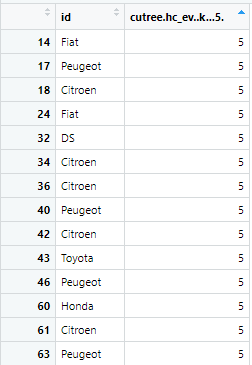 id cutree.hc_ev..k...5.
14 Fiat 5
17 Peugeot 5
18 Citroen 5
24 Fiat 5
32 DS 5
34 Citroen 5
36 Citroen 5
40 Peugeot 5
42 Citroen 5
43 Toyota 5
46 Peugeot 5
60 Honda 5
61 Citroen 5
63 Peugeot 5